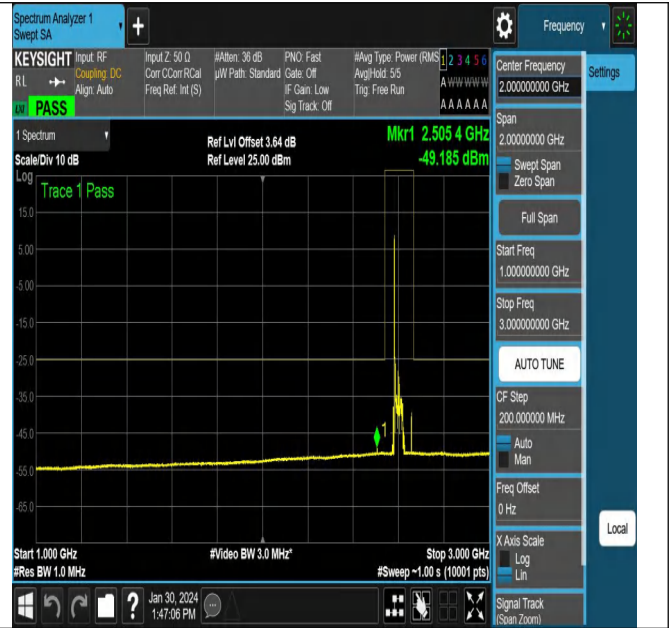 Spectrum Analyzer 1
Swept SA
Frequency
KEYSIGHT
RL
PASS
Input: RF
Coupling: DC
Align: Auto
Input Z: 50 Ω
Corr CCorr RCal
Freq Ref: Int (S)
#Atten: 36 dB
µW Path: Standard
PNO: Fast
Gate: Off
IF Gain: Low
Sig Track: Off
#Avg Type: Power (RMS
Avg|Hold: 5/5
Trig: Free Run
1 2 3 4 5 6
A W W W W W
A A A A A A
1 Spectrum
Scale/Div 10 dB
Ref Lvl Offset 3.64 dB
Ref Level 25.00 dBm
Mkr1 2.505 4 GHz
-49.185 dBm
Log
Trace 1 Pass
15.0
5.00
-5.00
-15.0
-25.0
-35.0
-45.0
-55.0
-65.0
1
Start 1.000 GHz
#Res BW 1.0 MHz
#Video BW 3.0 MHz*
Stop 3.000 GHz
#Sweep ~1.00 s (10001 pts)
Center Frequency
2.000000000 GHz
Settings
Span
2.00000000 GHz
Swept Span
Zero Span
Full Span
Start Freq
1.000000000 GHz
Stop Freq
3.000000000 GHz
AUTO TUNE
CF Step
200.000000 MHz
Auto
Man
Freq Offset
0 Hz
X Axis Scale
Log
Lin
Local
Signal Track
(Span Zoom)
Jan 30, 2024
1:47:06 PM